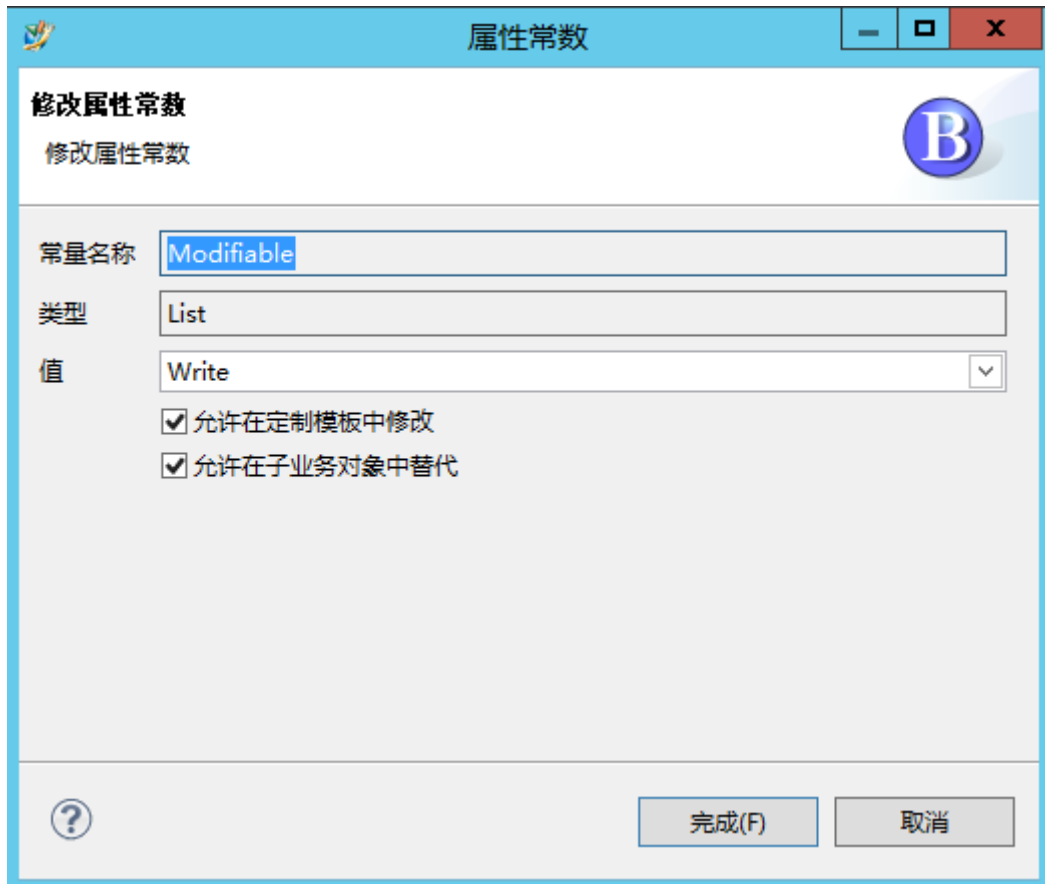 属性常数
修改属性常数
修改属性常数
B
常量名称 Modifiable
类型 List
值 Write
允许在定制模板中修改
允许在子业务对象中替代
?
完成(F) 取消